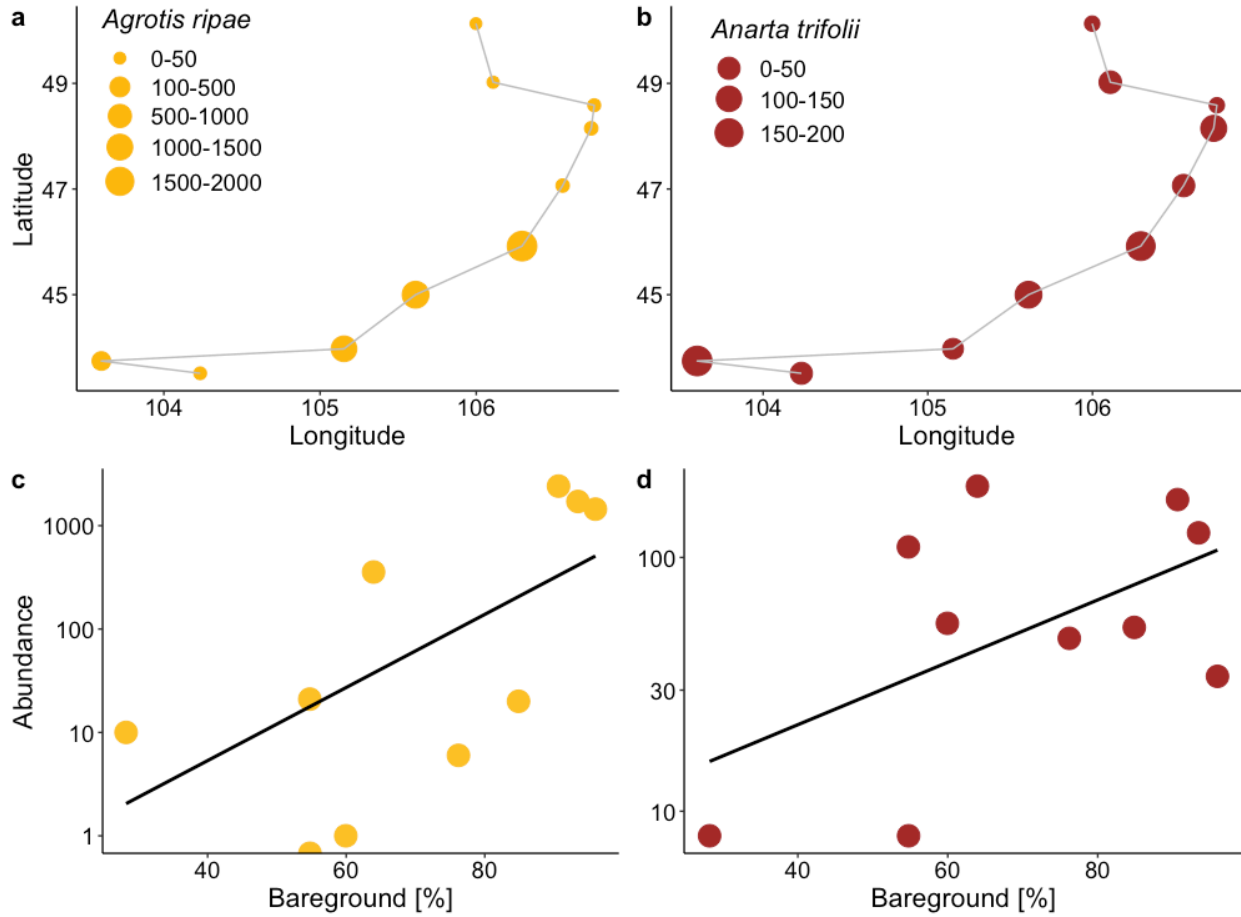 a
Agrotis ripae
0-50
100-500
500-1000
1000-1500
1500-2000
49
47
45
Latitude
104
105
106
Longitude
b
Anarta trifolii
0-50
100-150
150-200
49
47
45
104
105
106
Longitude
c
1000
100
10
1
Abundance
40
60
80
Bareground [%]
d
100
30
10
40
60
80
Bareground [%]